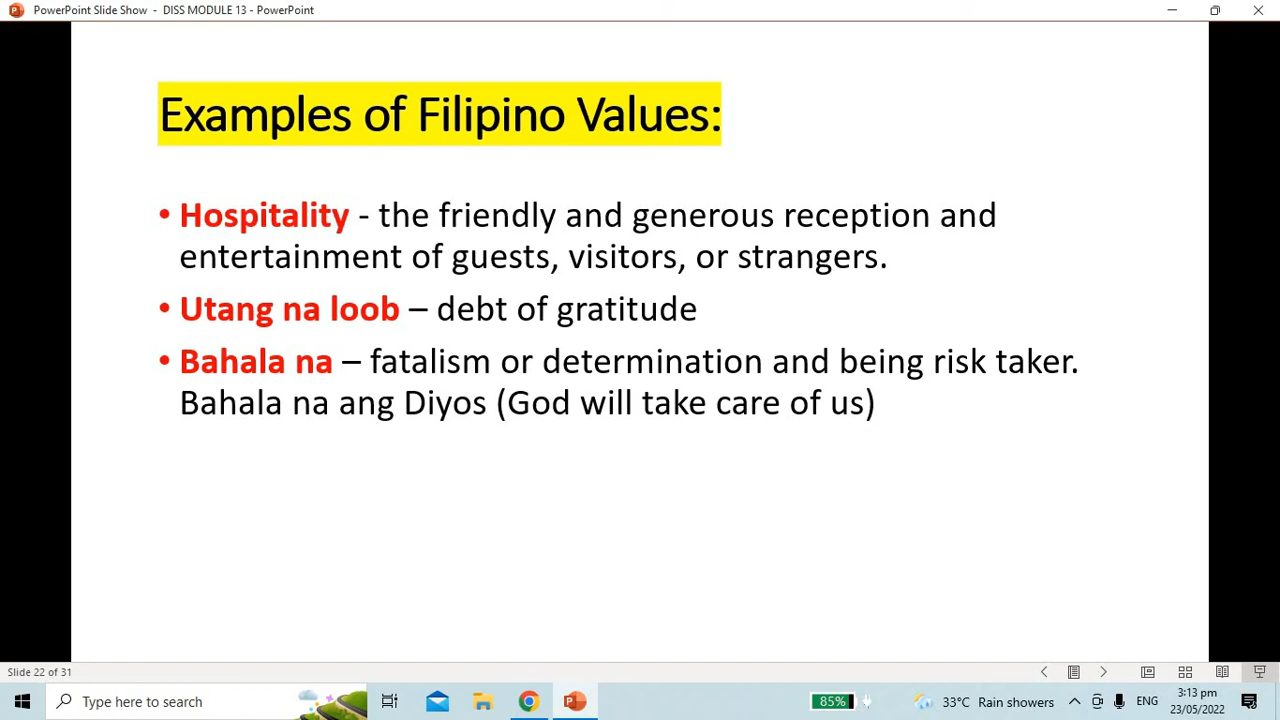 PowerPoint Slide Show - DISS MODULE 13 - PowerPoint
Examples of Filipino Values:
• Hospitality - the friendly and generous reception and
entertainment of guests, visitors, or strangers.
• Utang na loob – debt of gratitude
• Bahala na – fatalism or determination and being risk taker.
Bahala na ang Diyos (God will take care of us)
Slide 22 of 31
Type here to search
85%
33°C Rain showers
ENG
3:13 pm
23/05/2022